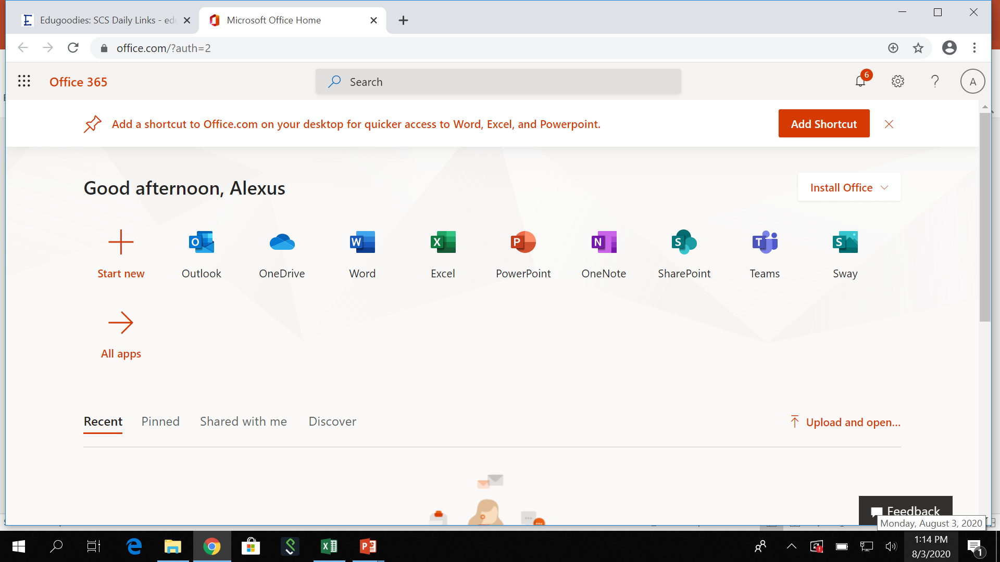 Edugoodies: SCS Daily Links - edu
Microsoft Office Home
office.com/?auth=2
Office 365
Search
6
A
Add a shortcut to Office.com on your desktop for quicker access to Word, Excel, and Powerpoint.
Add Shortcut
Good afternoon, Alexus
Install Office
Start new
Outlook
OneDrive
Word
Excel
PowerPoint
OneNote
SharePoint
Teams
Sway
All apps
Recent
Pinned
Shared with me
Discover
Upload and open...
Feedback
Monday, August 3, 2020
1:14 PM
8/3/2020
1